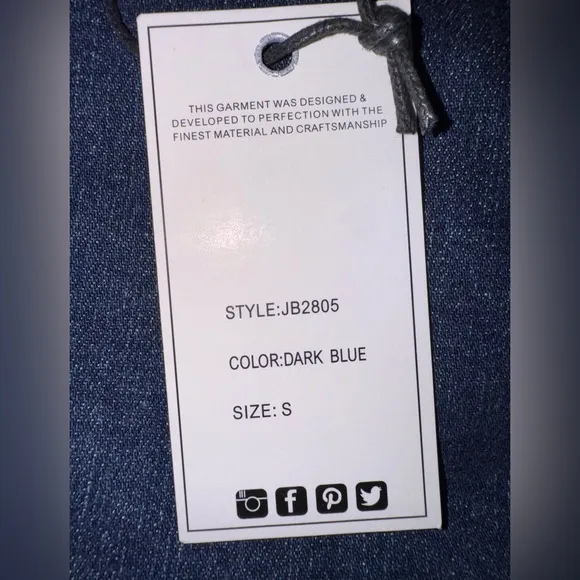 THIS GARMENT WAS DESIGNED &
DEVELOPED TO PERFECTION WITH THE
FINEST MATERIAL AND CRAFTSMANSHIP
STYLE:JB2805
COLOR:DARK BLUE
SIZE: S